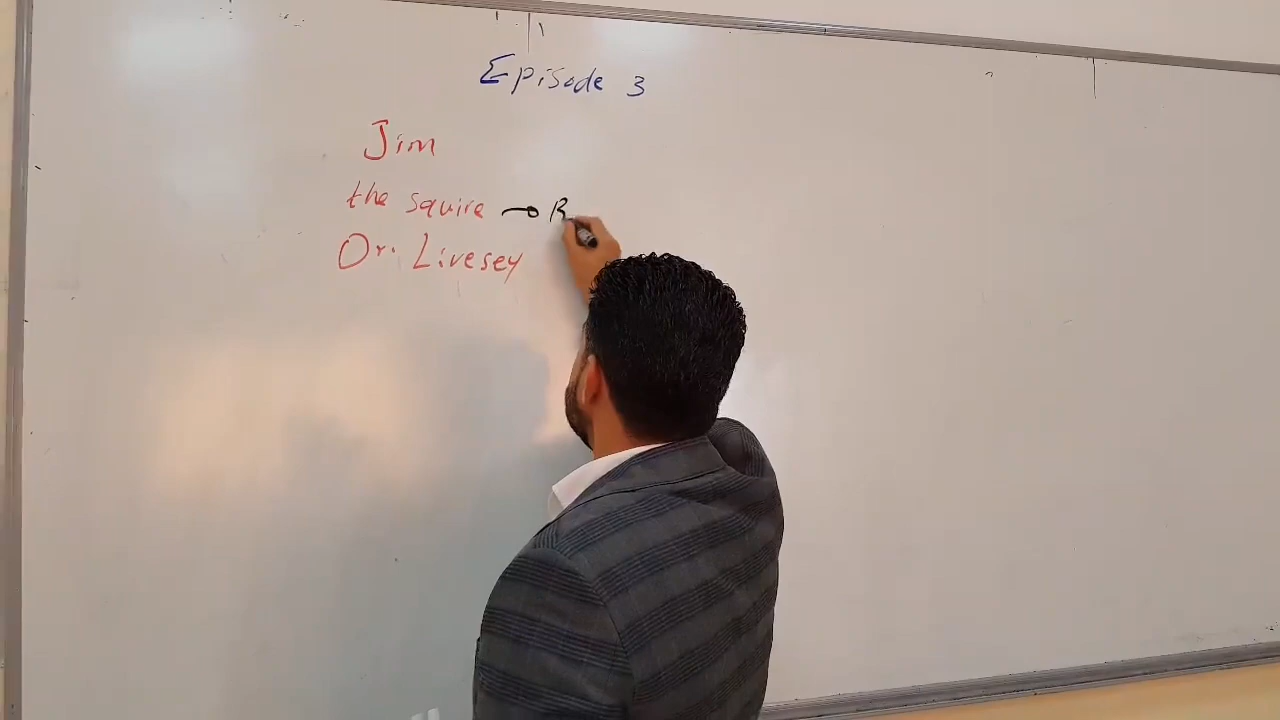 Episode 3
Jim
the squire → B
Dr. Livesey